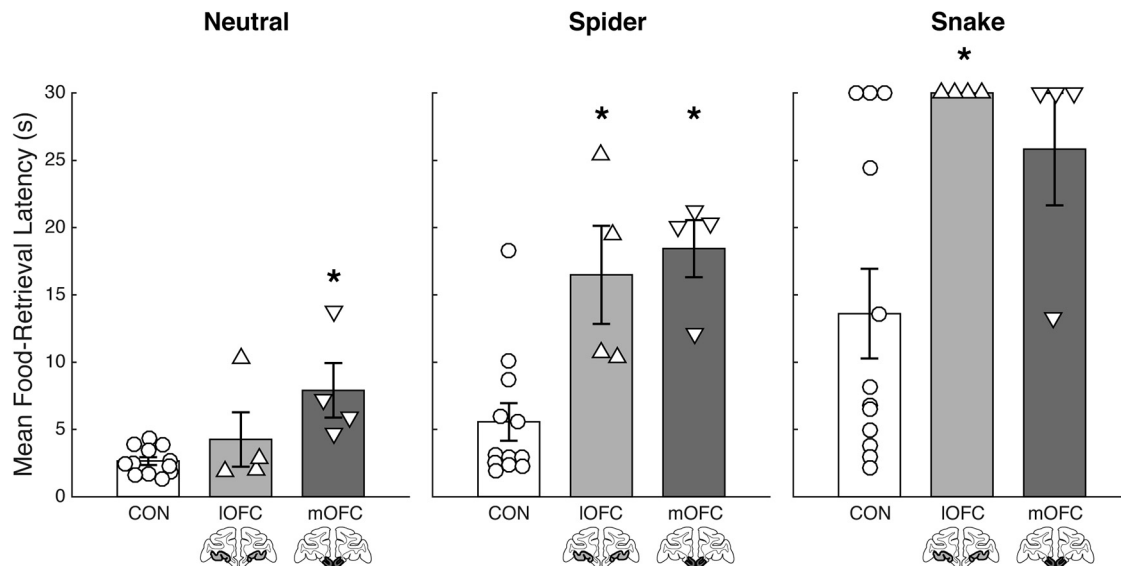 Neutral
Spider
Snake
Mean Food-Retrieval Latency (s)
30
25
20
15
10
5
0
*
* *
*
CON lOFC mOFC
CON lOFC mOFC
CON lOFC mOFC